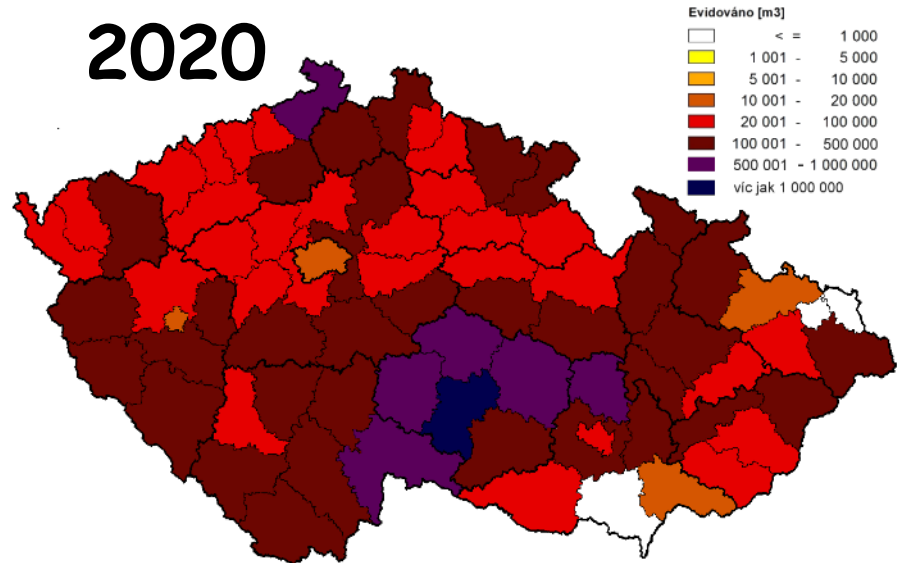 2020
Evidováno [m3]
< = 1 000
1 001 - 5 000
5 001 - 10 000
10 001 - 20 000
20 001 - 100 000
100 001 - 500 000
500 001 - 1 000 000
víc jak 1 000 000